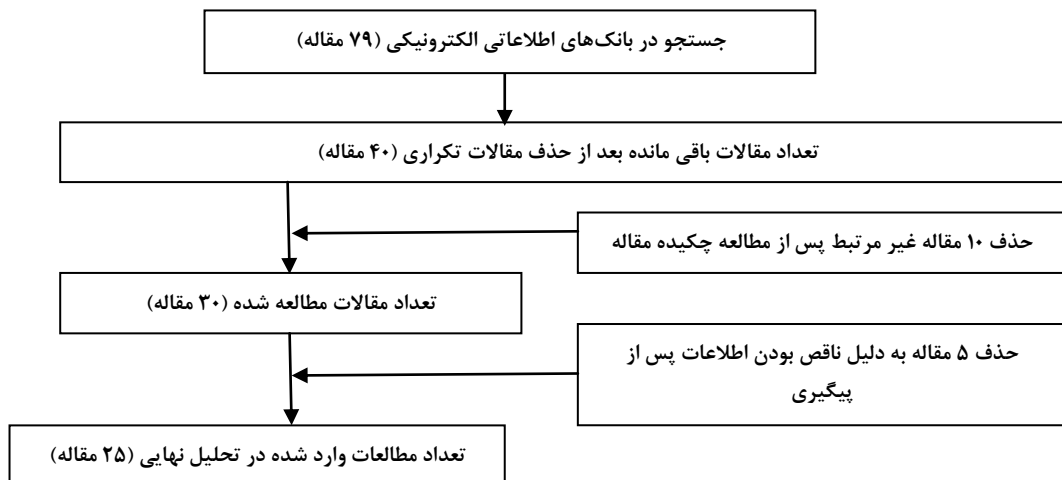 جستجو در بانک‌های اطلاعاتی الکترونیکی (۷۹ مقاله)
تعداد مقالات باقی مانده بعد از حذف مقالات تکراری (۴۰ مقاله)
حذف ۱۰ مقاله غیر مرتبط پس از مطالعه چکیده مقاله
تعداد مقالات مطالعه شده (۳۰ مقاله)
حذف ۵ مقاله به دلیل ناقص بودن اطلاعات پس از
پیگیری
تعداد مطالعات وارد شده در تحلیل نهایی (۲۵ مقاله)